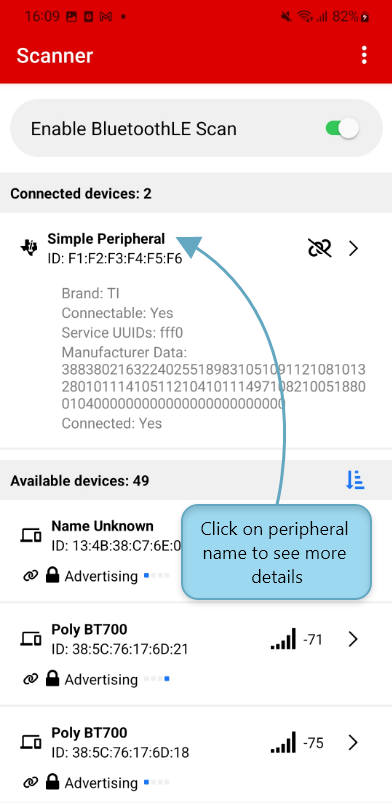 16:09
82%
Scanner
Enable BluetoothLE Scan
Connected devices: 2
Simple Peripheral
ID: F1:F2:F3:F4:F5:F6
Brand: TI
Connectable: Yes
Service UUIDs: fff0
Manufacturer Data:
Connected: Yes
Available devices: 49
Name Unknown
ID: 13:4B:38:C7:6E:0
Advertising
Click on peripheral
name to see more
details
Poly BT700
ID: 38:5C:76:17:6D:21
-71
Advertising
Poly BT700
ID: 38:5C:76:17:6D:18
-75
Advertising